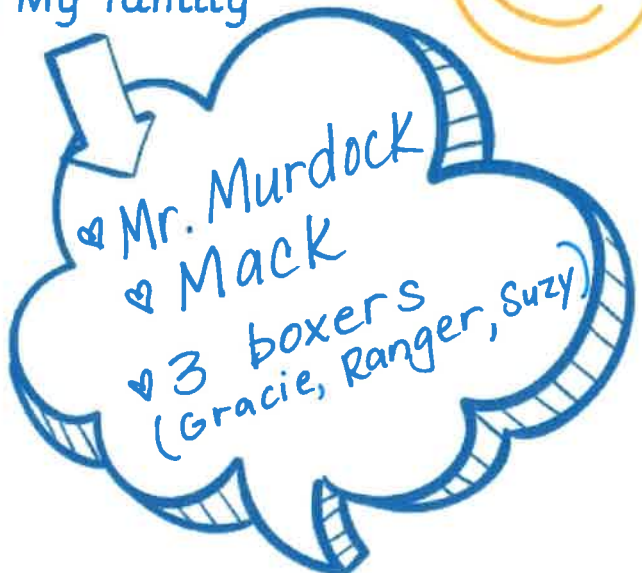 My family
Mr. Murdock
Mack
3 boxers
(Gracie, Ranger, Suzy)